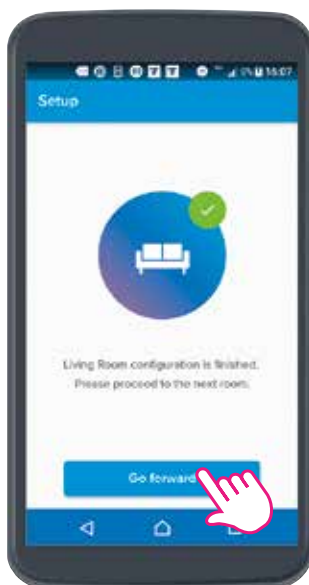 16:07
Setup
Living Room configuration is finished.
Please proceed to the next room.
Go forward